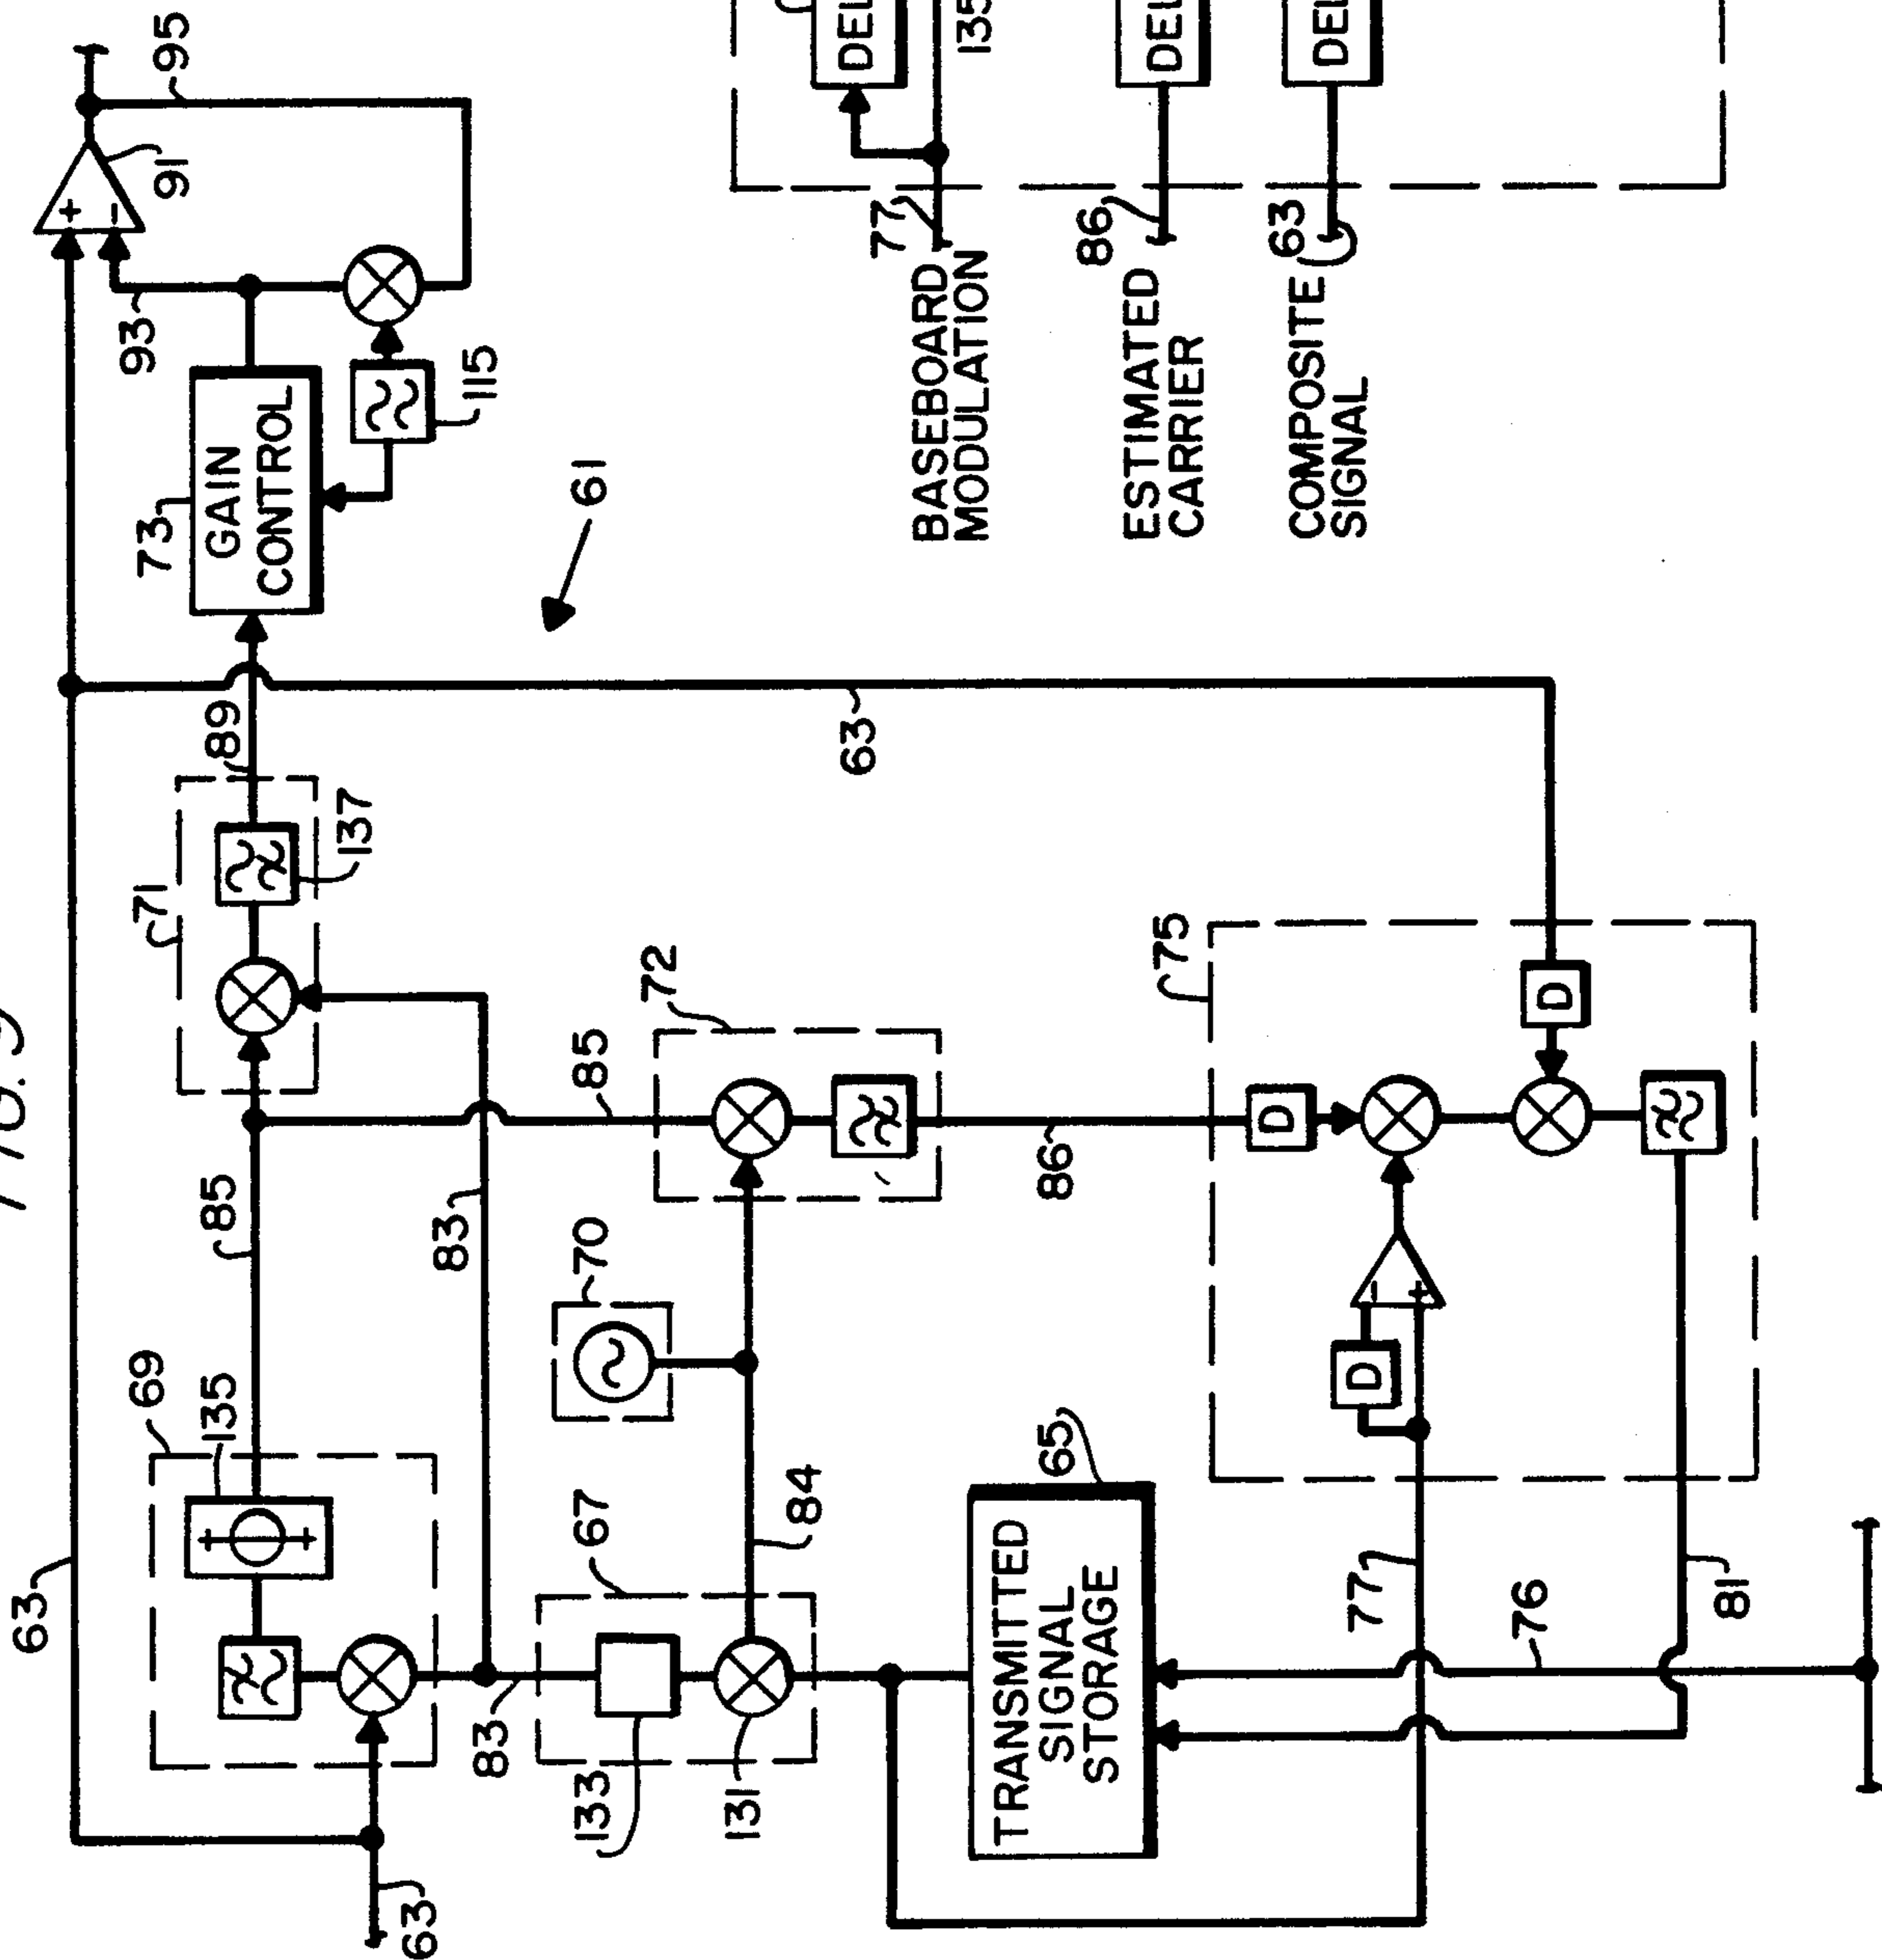 63
69
71
73
93
91
95
+
−
135
85
89
GAIN
CONTROL
137
63
83
115
83
133
67
70
85
61
72
131
84
63
TRANSMITTED
SIGNAL
STORAGE
65
86
75
77
76
81
D
D
D
−
+
77
BASEBOARD
MODULATION
135
86
ESTIMATED
CARRIER
63
COMPOSITE
SIGNAL